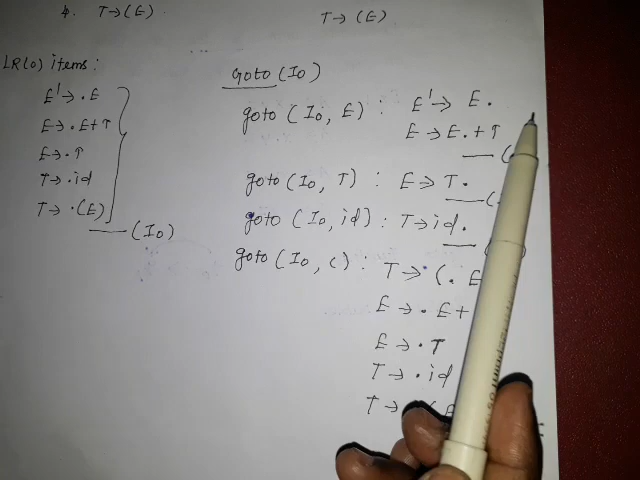 4. T→(E)
T→(E)
LR(0) items:
E'→.E
E→.E+T
E→.T
T→.id
T→.(E)
(I0)
goto(I0)
goto(I0, E): E'→ E.
E→E.+T
goto(I0, T): E→T.
goto(I0, id): T→id.
goto(I0, (): T→(.E
E→.E+
E→.T
T→.id
T→.(E